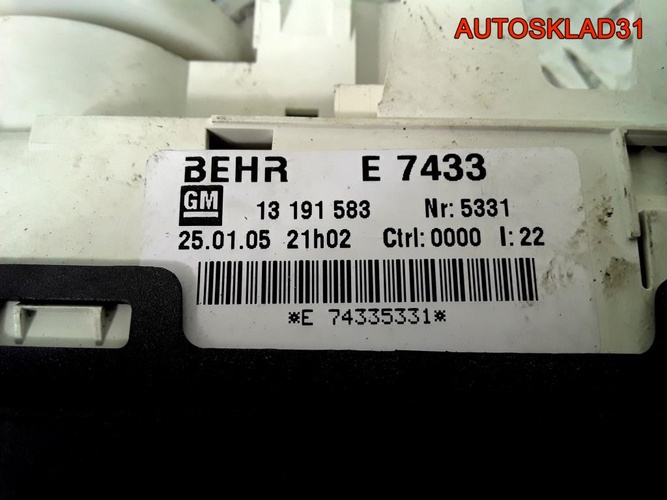 AUTOSKLAD31
BEHR E 7433
GM 13 191 583 Nr: 5331
25.01.05 21h02 Ctrl: 0000 I: 22
*E 74335331*